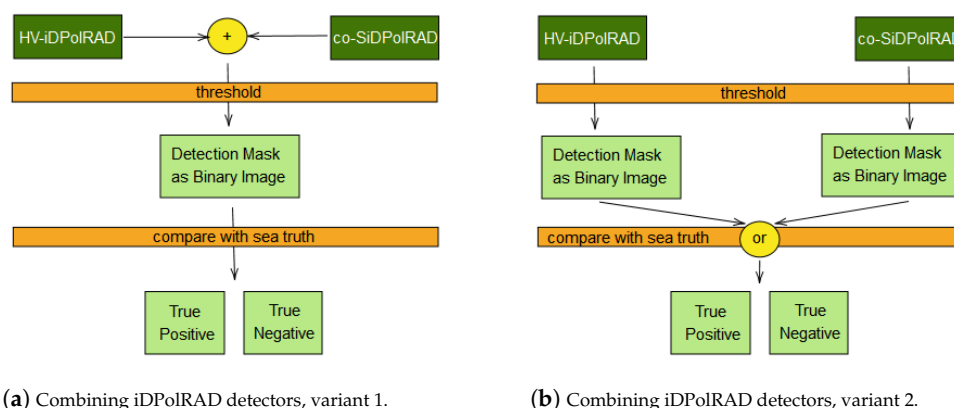 HV-iDPolRAD
+
co-SiDPolRAD
threshold
Detection Mask
as Binary Image
compare with sea truth
True
Positive
True
Negative
(a) Combining iDPolRAD detectors, variant 1.
HV-iDPolRAD
co-SiDPolRAD
threshold
Detection Mask
as Binary Image
Detection Mask
as Binary Image
compare with sea truth
or
True
Positive
True
Negative
(b) Combining iDPolRAD detectors, variant 2.